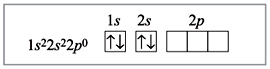 1s 2s 2p
1s²2s²2p⁰ ↑↓ ↑↓